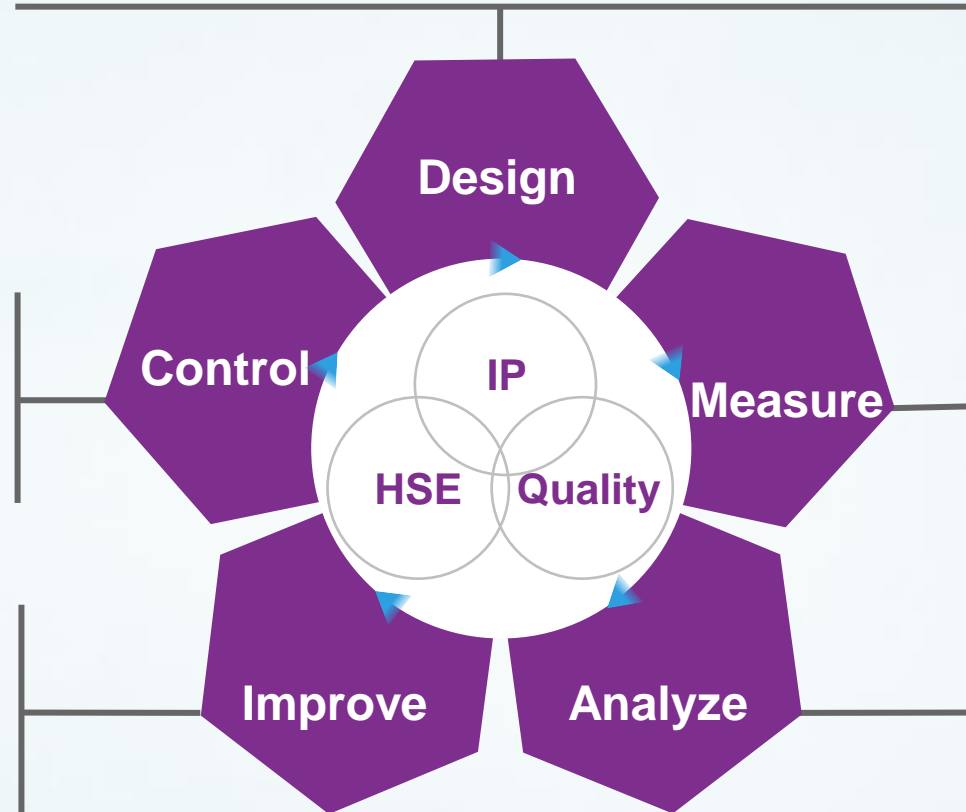 Design
Control
IP
Measure
HSE
Quality
Improve
Analyze